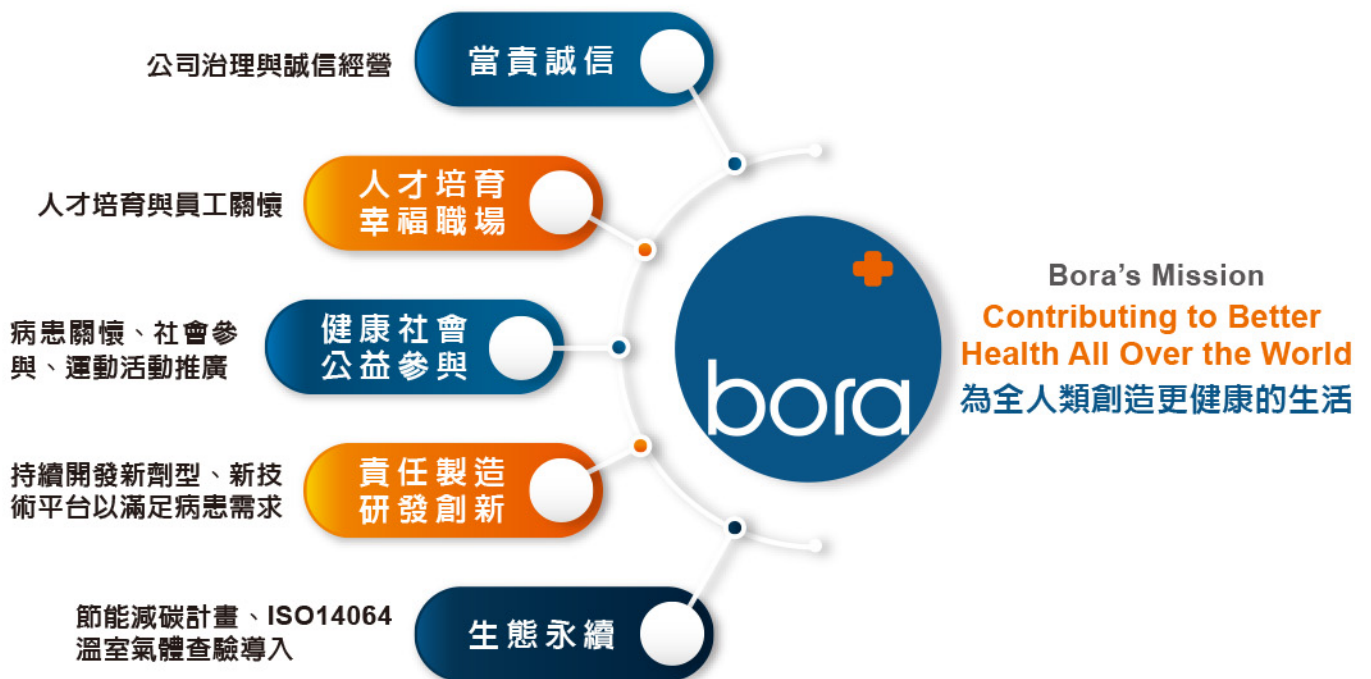 公司治理與誠信經營
當責誠信
人才培育與員工關懷
人才培育
幸福職場
病患關懷、社會參
與、運動活動推廣
健康社會
公益參與
持續開發新劑型、新技
術平台以滿足病患需求
責任製造
研發創新
節能減碳計畫、ISO14064
溫室氣體查驗導入
生態永續
bora
Bora’s Mission
Contributing to Better
Health All Over the World
為全人類創造更健康的生活